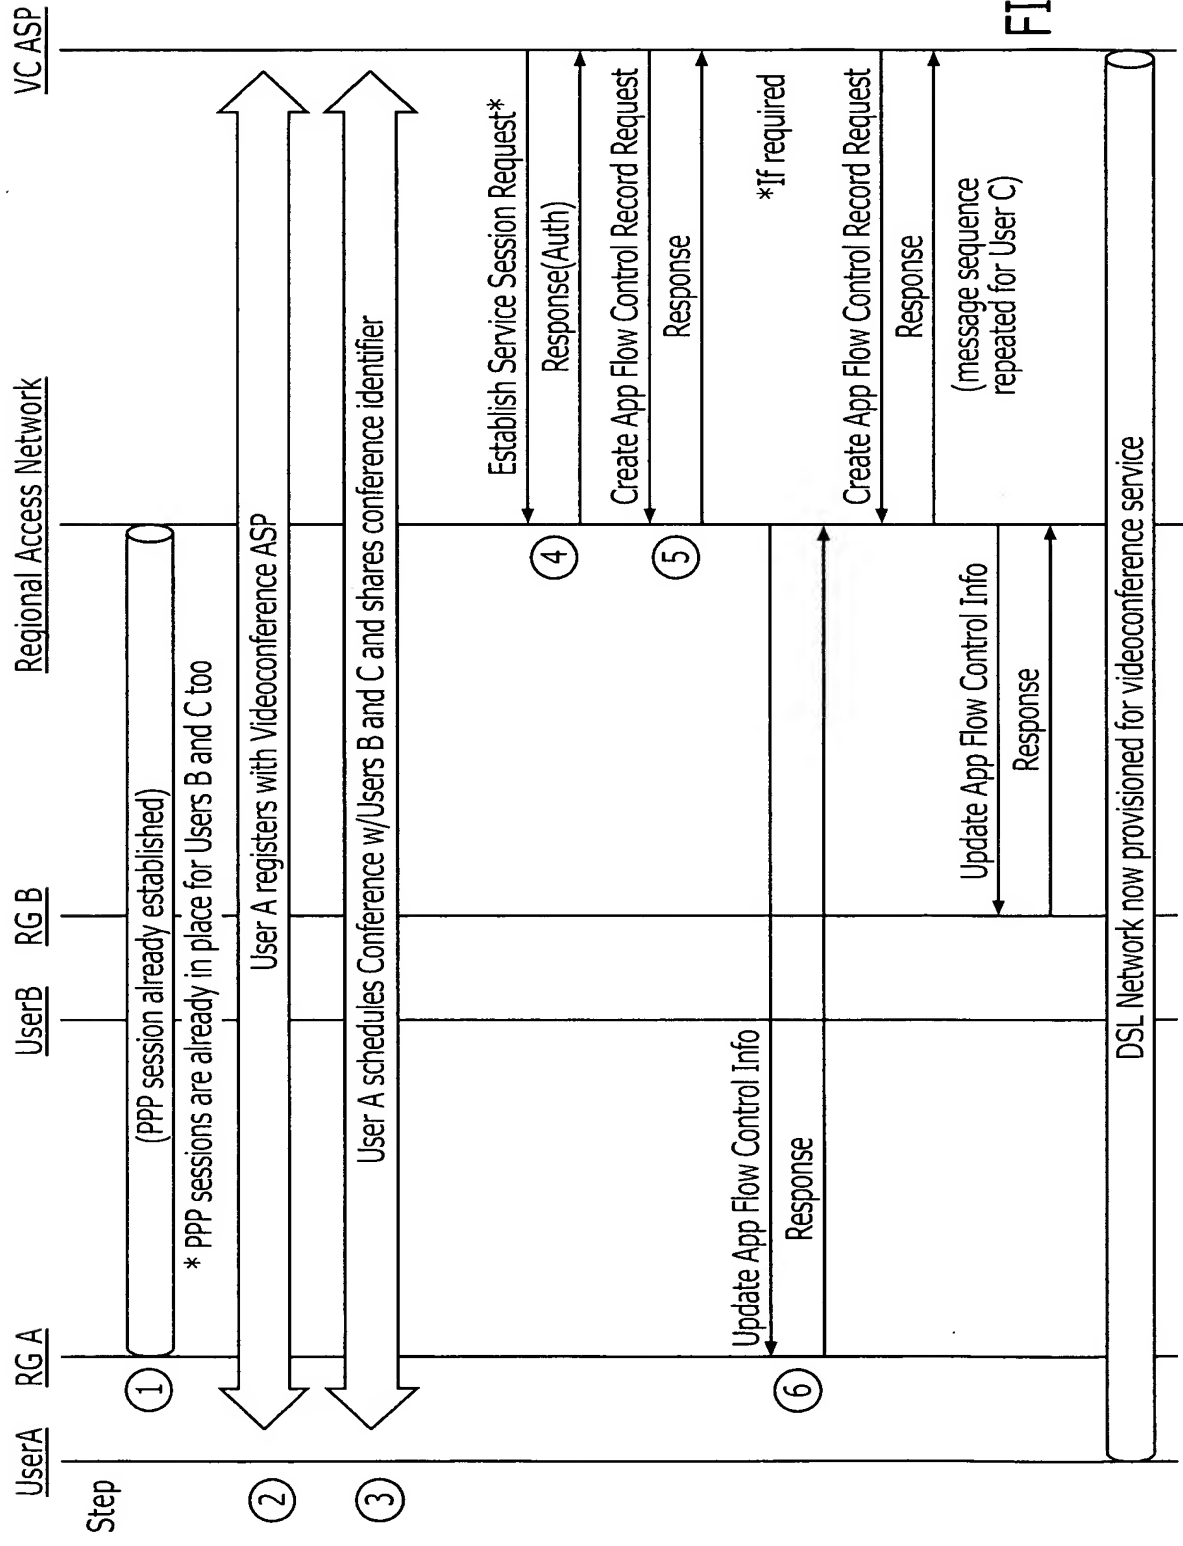 UserA
RG A
UserB
RG B
Regional Access Network
VC ASP
Step
1
(PPP session already established)
* PPP sessions are already in place for Users B and C too
2
User A registers with Videoconference ASP
3
User A schedules Conference w/Users B and C and shares conference identifier
Establish Service Session Request*
4
Response(Auth)
Create App Flow Control Record Request
5
Response
*If required
Update App Flow Control Info
6
Response
Create App Flow Control Record Request
Response
(message sequence
repeated for User C)
Update App Flow Control Info
Response
DSL Network now provisioned for videoconference service
FI